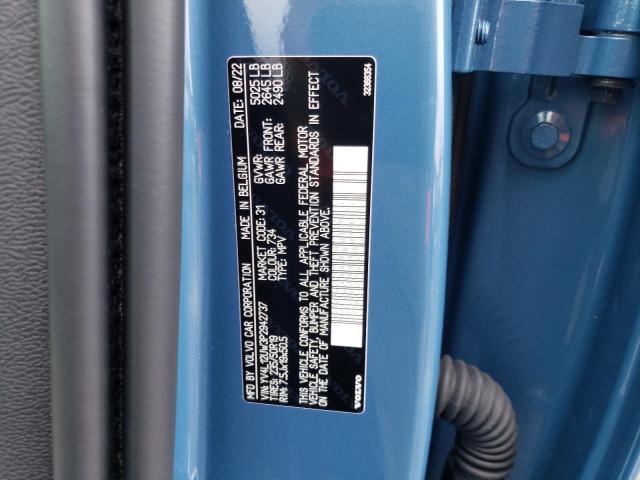 MFD BY VOLVO CAR CORPORATION MADE IN BELGIUM DATE: 08/22
VIN: YV4L12UW3P2942737
TIRES: 235/50R19
RIM: 7.5Jx19x50.5
MARKET CODE: 31
COLOUR: 734
TYPE: MPV
GVWR: 5025 LB
GAWR FRONT: 2645 LB
GAWR REAR: 2490 LB
THIS VEHICLE CONFORMS TO ALL APPLICABLE FEDERAL MOTOR
VEHICLE SAFETY, BUMPER AND THEFT PREVENTION STANDARDS IN EFFECT
ON THE DATE OF MANUFACTURE SHOWN ABOVE.
VOLVO
32366354